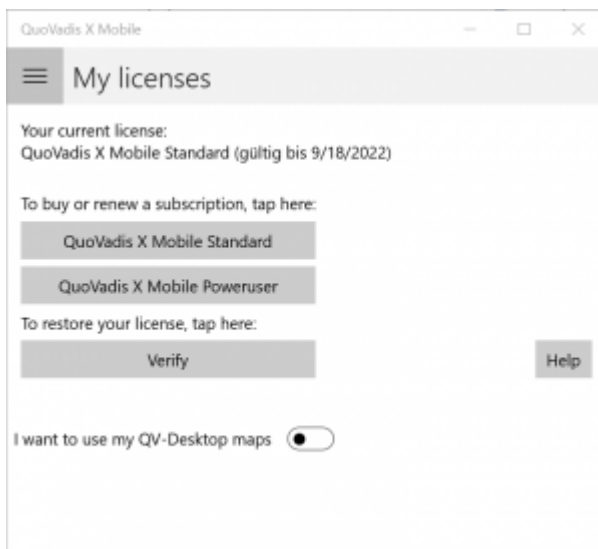 QuoVadis X Mobile
My licenses
Your current license:
QuoVadis X Mobile Standard (gültig bis 9/18/2022)
To buy or renew a subscription, tap here:
QuoVadis X Mobile Standard
QuoVadis X Mobile Poweruser
To restore your license, tap here:
Verify
Help
I want to use my QV-Desktop maps